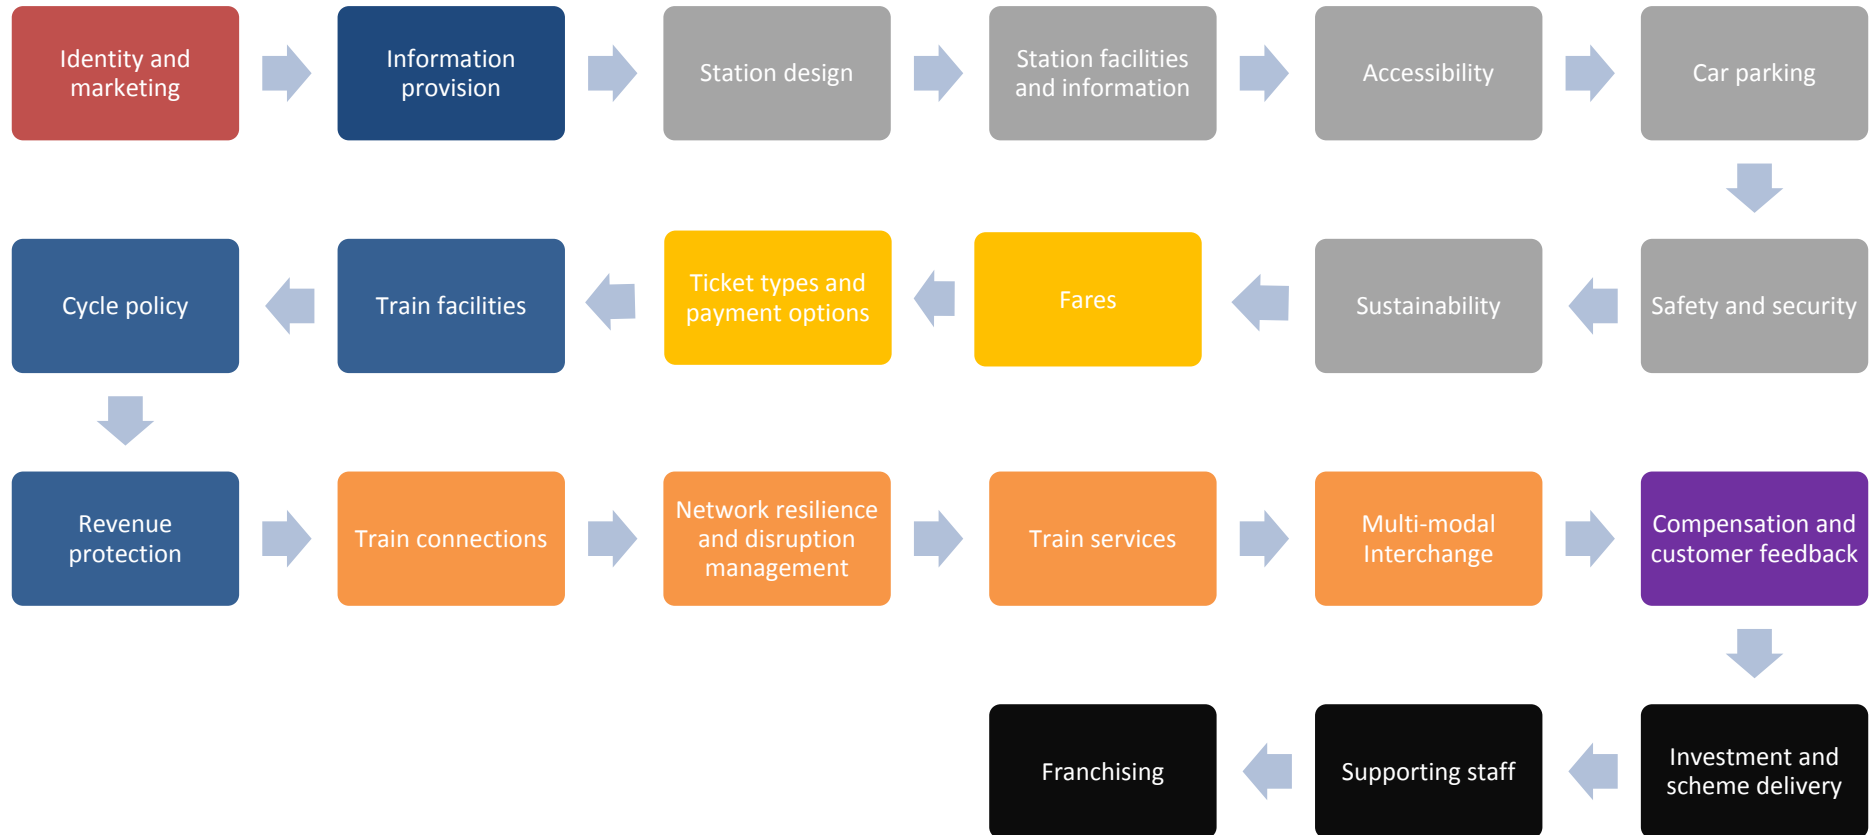 Identity and
marketing
Information
provision
Station design
Station facilities
and information
Accessibility
Car parking
Cycle policy
Train facilities
Ticket types and
payment options
Fares
Sustainability
Safety and security
Revenue
protection
Train connections
Network resilience
and disruption
management
Train services
Multi-modal
Interchange
Compensation and
customer feedback
Franchising
Supporting staff
Investment and
scheme delivery